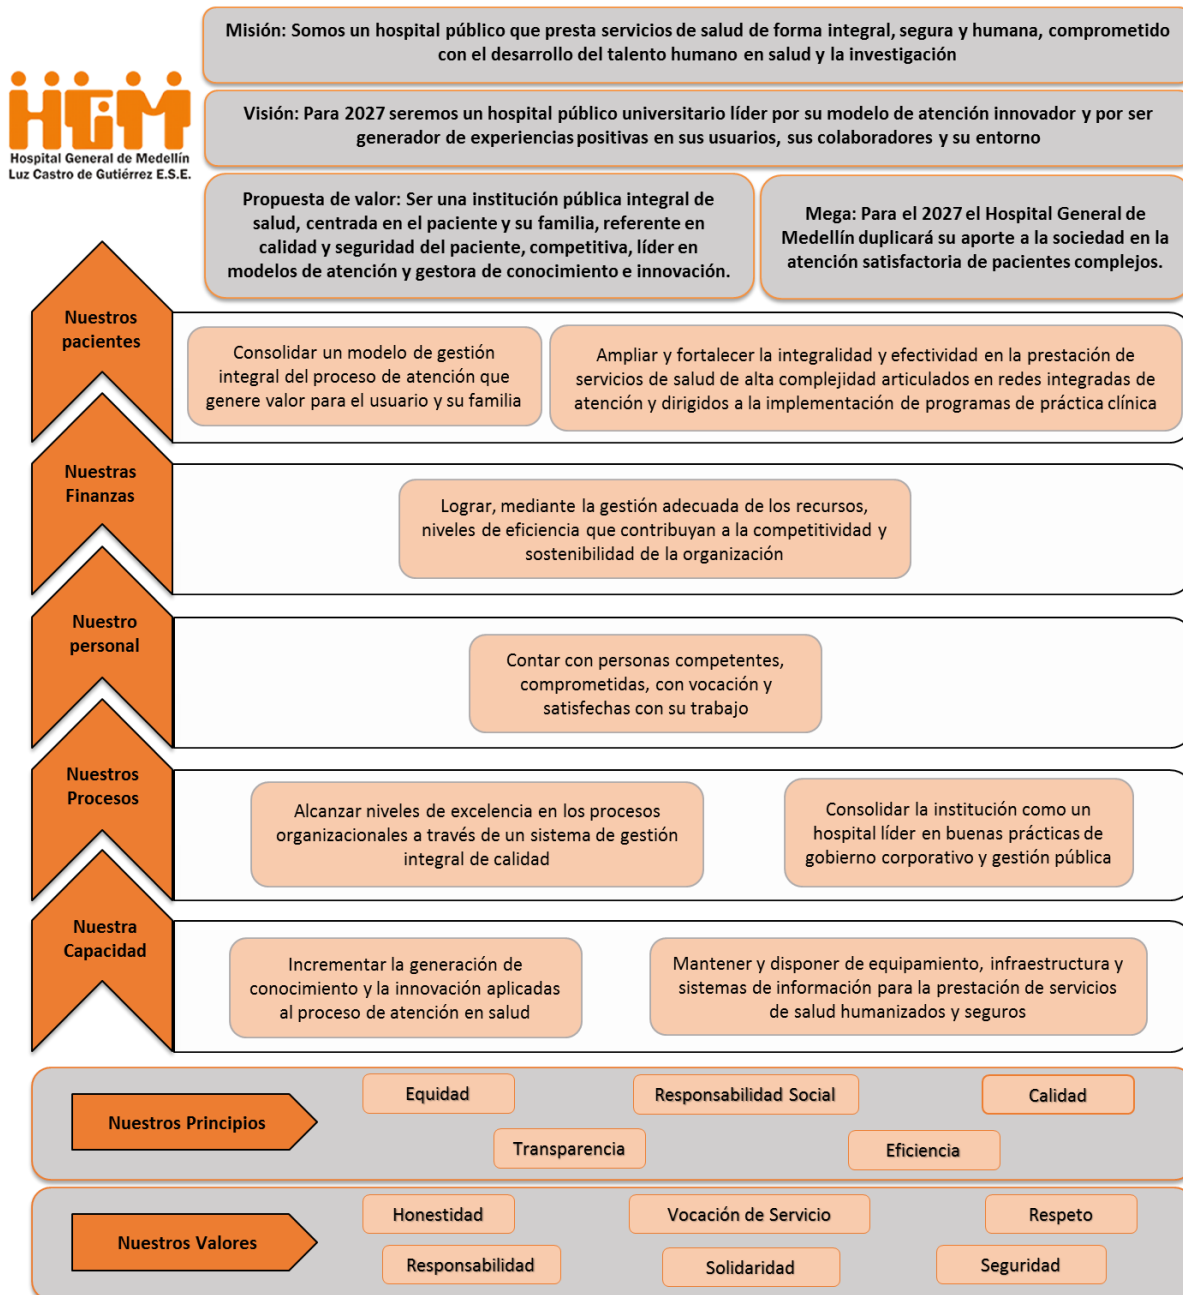 Misión: Somos un hospital público que presta servicios de salud de forma integral, segura y humana, comprometido
con el desarrollo del talento humano en salud y la investigación
HGM
Hospital General de Medellín
Luz Castro de Gutiérrez E.S.E.
Visión: Para 2027 seremos un hospital público universitario líder por su modelo de atención innovador y por ser
generador de experiencias positivas en sus usuarios, sus colaboradores y su entorno
Propuesta de valor: Ser una institución pública integral de
salud, centrada en el paciente y su familia, referente en
calidad y seguridad del paciente, competitiva, líder en
modelos de atención y gestora de conocimiento e innovación.
Mega: Para el 2027 el Hospital General de
Medellín duplicará su aporte a la sociedad en la
atención satisfactoria de pacientes complejos.
Nuestros
pacientes
Consolidar un modelo de gestión
integral del proceso de atención que
genere valor para el usuario y su familia
Ampliar y fortalecer la integralidad y efectividad en la prestación de
servicios de salud de alta complejidad articulados en redes integradas de
atención y dirigidos a la implementación de programas de práctica clínica
Nuestras
Finanzas
Lograr, mediante la gestión adecuada de los recursos,
niveles de eficiencia que contribuyan a la competitividad y
sostenibilidad de la organización
Nuestro
personal
Contar con personas competentes,
comprometidas, con vocación y
satisfechas con su trabajo
Nuestros
Procesos
Alcanzar niveles de excelencia en los procesos
organizacionales a través de un sistema de gestión
integral de calidad
Consolidar la institución como un
hospital líder en buenas prácticas de
gobierno corporativo y gestión pública
Nuestra
Capacidad
Incrementar la generación de
conocimiento y la innovación aplicadas
al proceso de atención en salud
Mantener y disponer de equipamiento, infraestructura y
sistemas de información para la prestación de servicios
de salud humanizados y seguros
Nuestros Principios
Equidad
Responsabilidad Social
Calidad
Transparencia
Eficiencia
Nuestros Valores
Honestidad
Vocación de Servicio
Respeto
Responsabilidad
Solidaridad
Seguridad